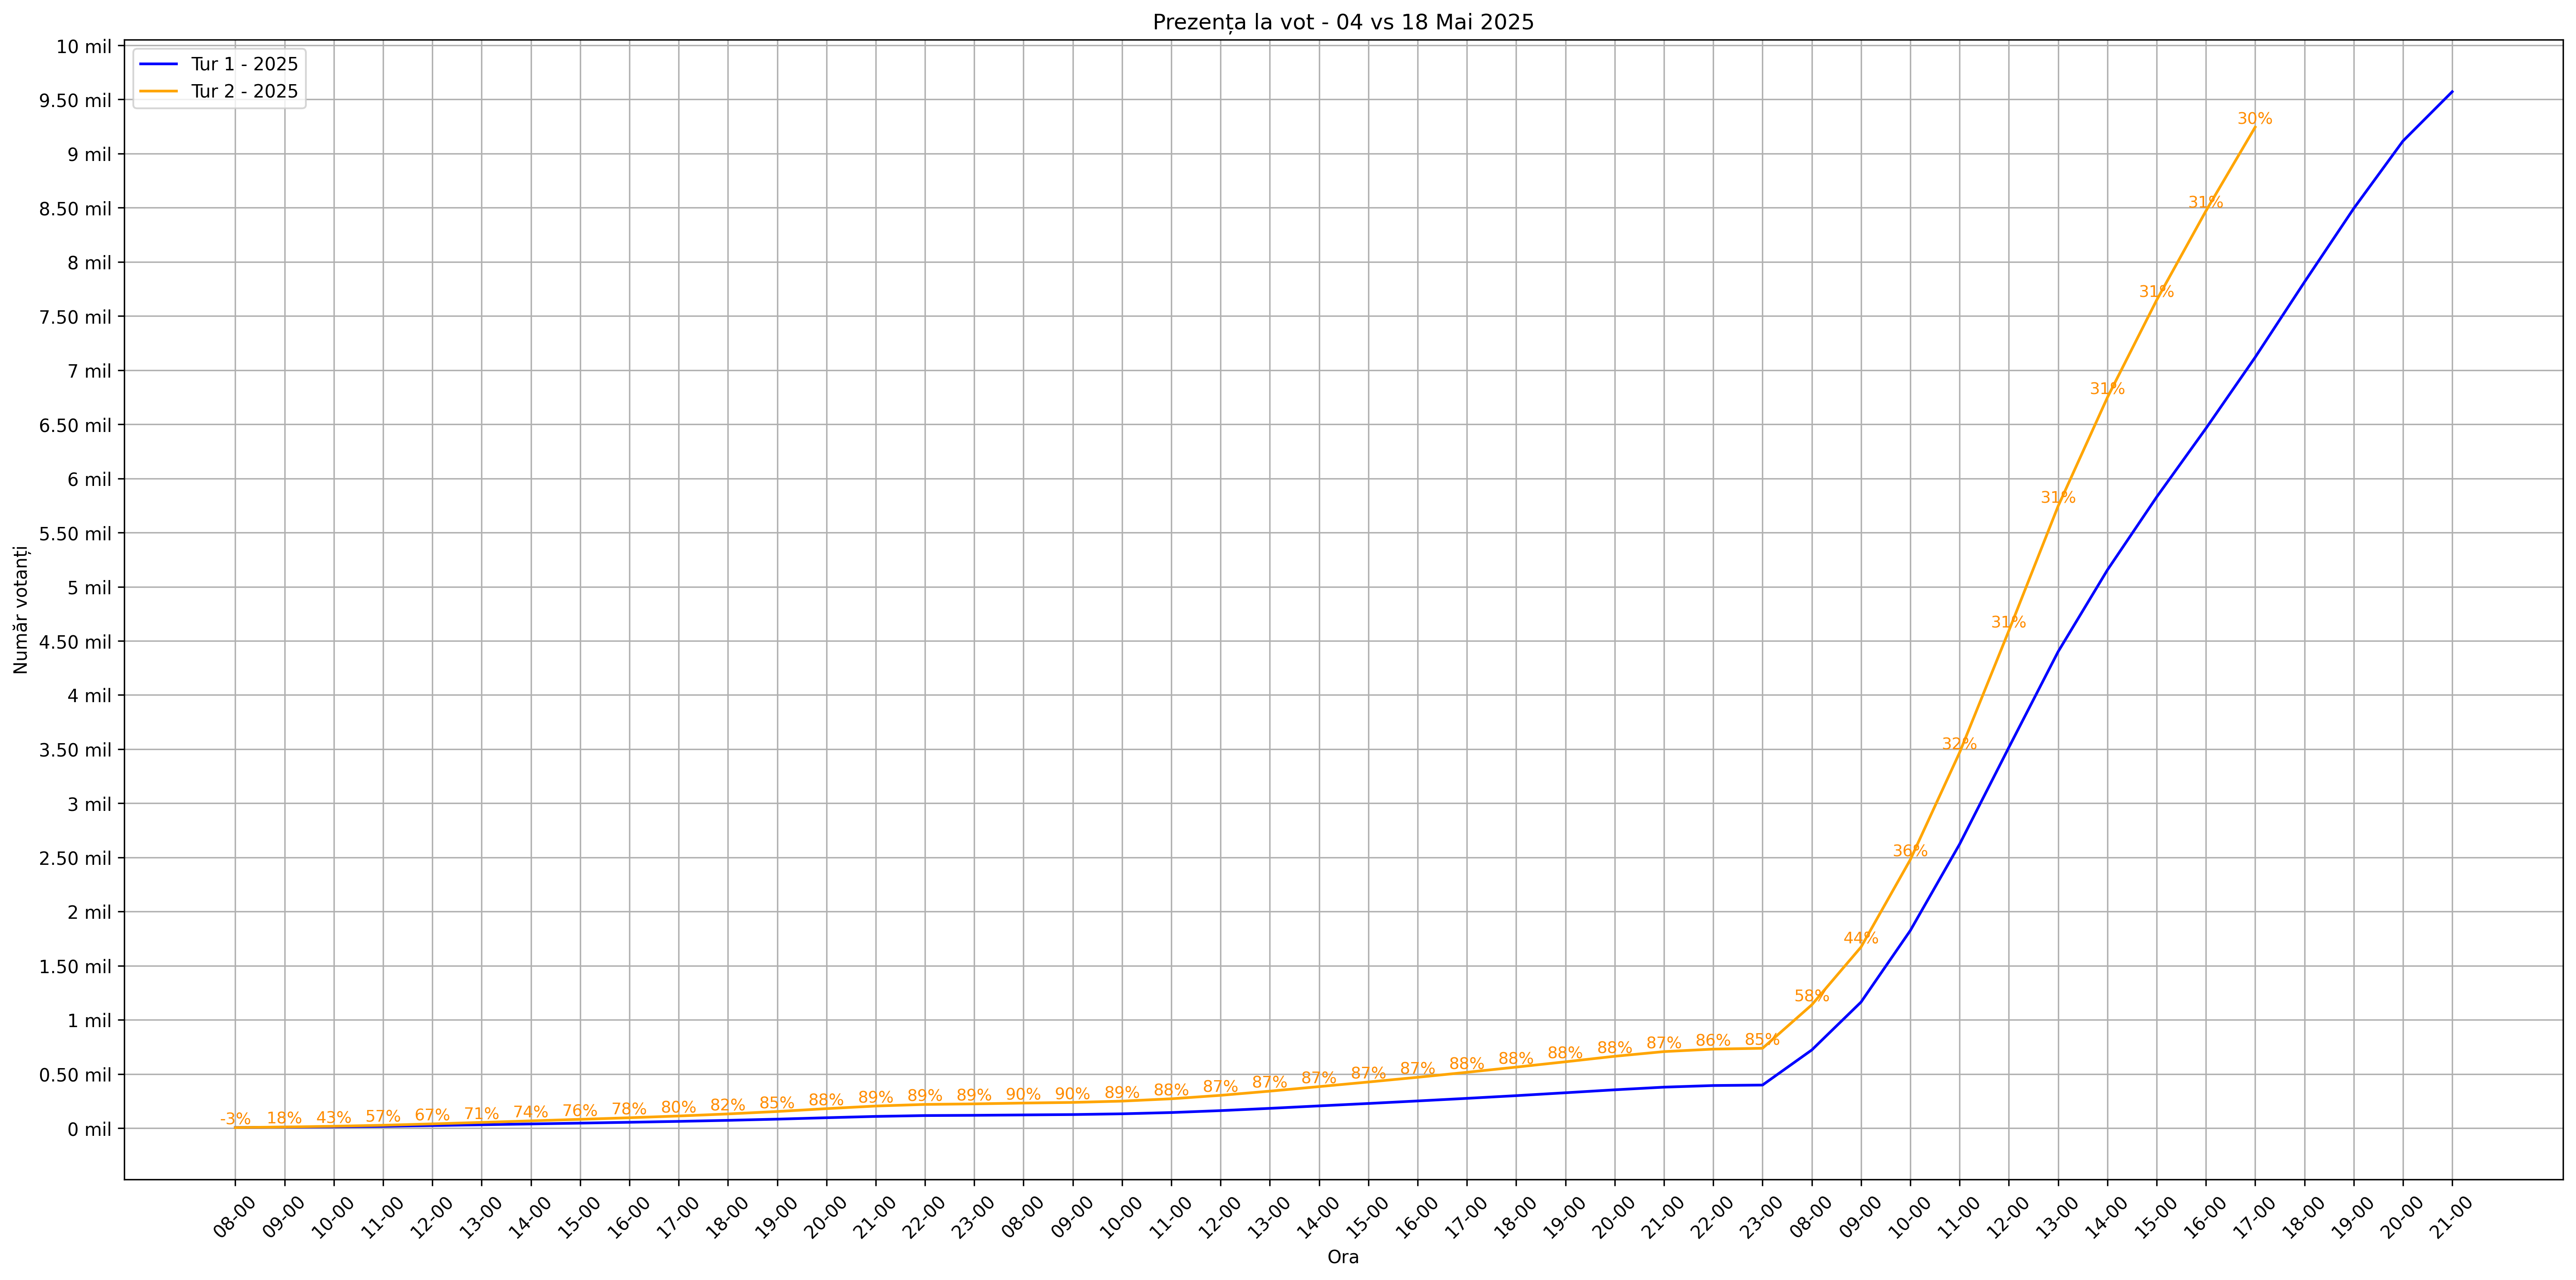 Prezența la vot - 04 vs 18 Mai 2025
Tur 1 - 2025
Tur 2 - 2025
Număr votanți
10 mil
9.50 mil
9 mil
8.50 mil
8 mil
7.50 mil
7 mil
6.50 mil
6 mil
5.50 mil
5 mil
4.50 mil
4 mil
3.50 mil
3 mil
2.50 mil
2 mil
1.50 mil
1 mil
0.50 mil
0 mil
-3% 18% 43% 57% 67% 71% 74% 76% 78% 80% 82% 85% 88% 89% 89% 89% 90% 90% 89% 88% 87% 87% 87% 87% 87% 88% 88% 88% 88% 87% 86% 85% 58% 44% 36% 32% 31% 31% 31% 31% 31% 30%
08-00 09-00 10-00 11-00 12-00 13-00 14-00 15-00 16-00 17-00 18-00 19-00 20-00 21-00 22-00 23-00 08-00 09-00 10-00 11-00 12-00 13-00 14-00 15-00 16-00 17-00 18-00 19-00 20-00 21-00 22-00 23-00 08-00 09-00 10-00 11-00 12-00 13-00 14-00 15-00 16-00 17-00 18-00 19-00 20-00 21-00
Ora